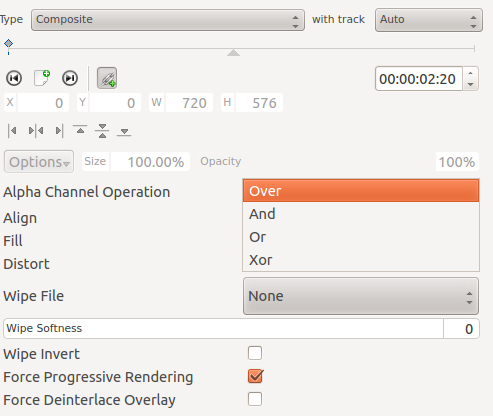 Type Composite with track Auto
00:00:02:20
X 0 Y 0 W 720 H 576
Options Size 100.00% Opacity 100%
Alpha Channel Operation Over
And
Align
Fill Or
Distort Xor
Wipe File None
Wipe Softness 0
Wipe Invert
Force Progressive Rendering
Force Deinterlace Overlay